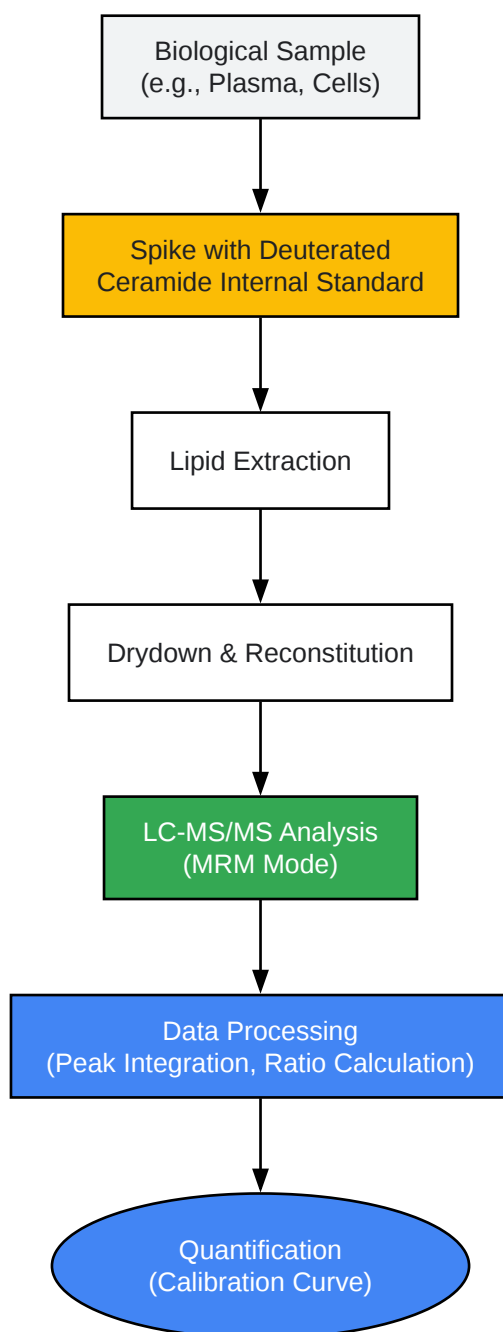 Biological Sample
(e.g., Plasma, Cells)
Spike with Deuterated
Ceramide Internal Standard
Lipid Extraction
Drydown & Reconstitution
LC-MS/MS Analysis
(MRM Mode)
Data Processing
(Peak Integration, Ratio Calculation)
Quantification
(Calibration Curve)